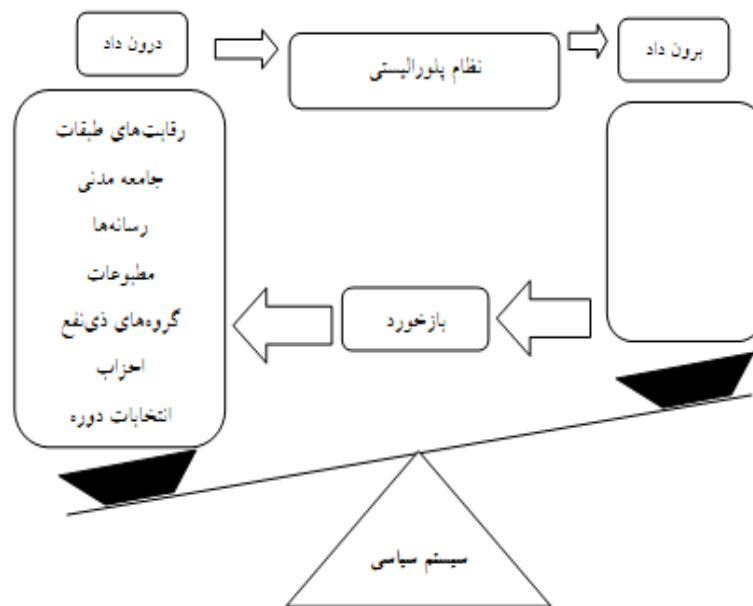 درون داد
نظام پلورالیستی
برون داد
رقابت‌های طبقات
جامعه مدنی
رسانه‌ها
مطبوعات
گروه‌های ذی‌نفع
احزاب
انتخابات دوره
بازخورد
سیستم سیاسی